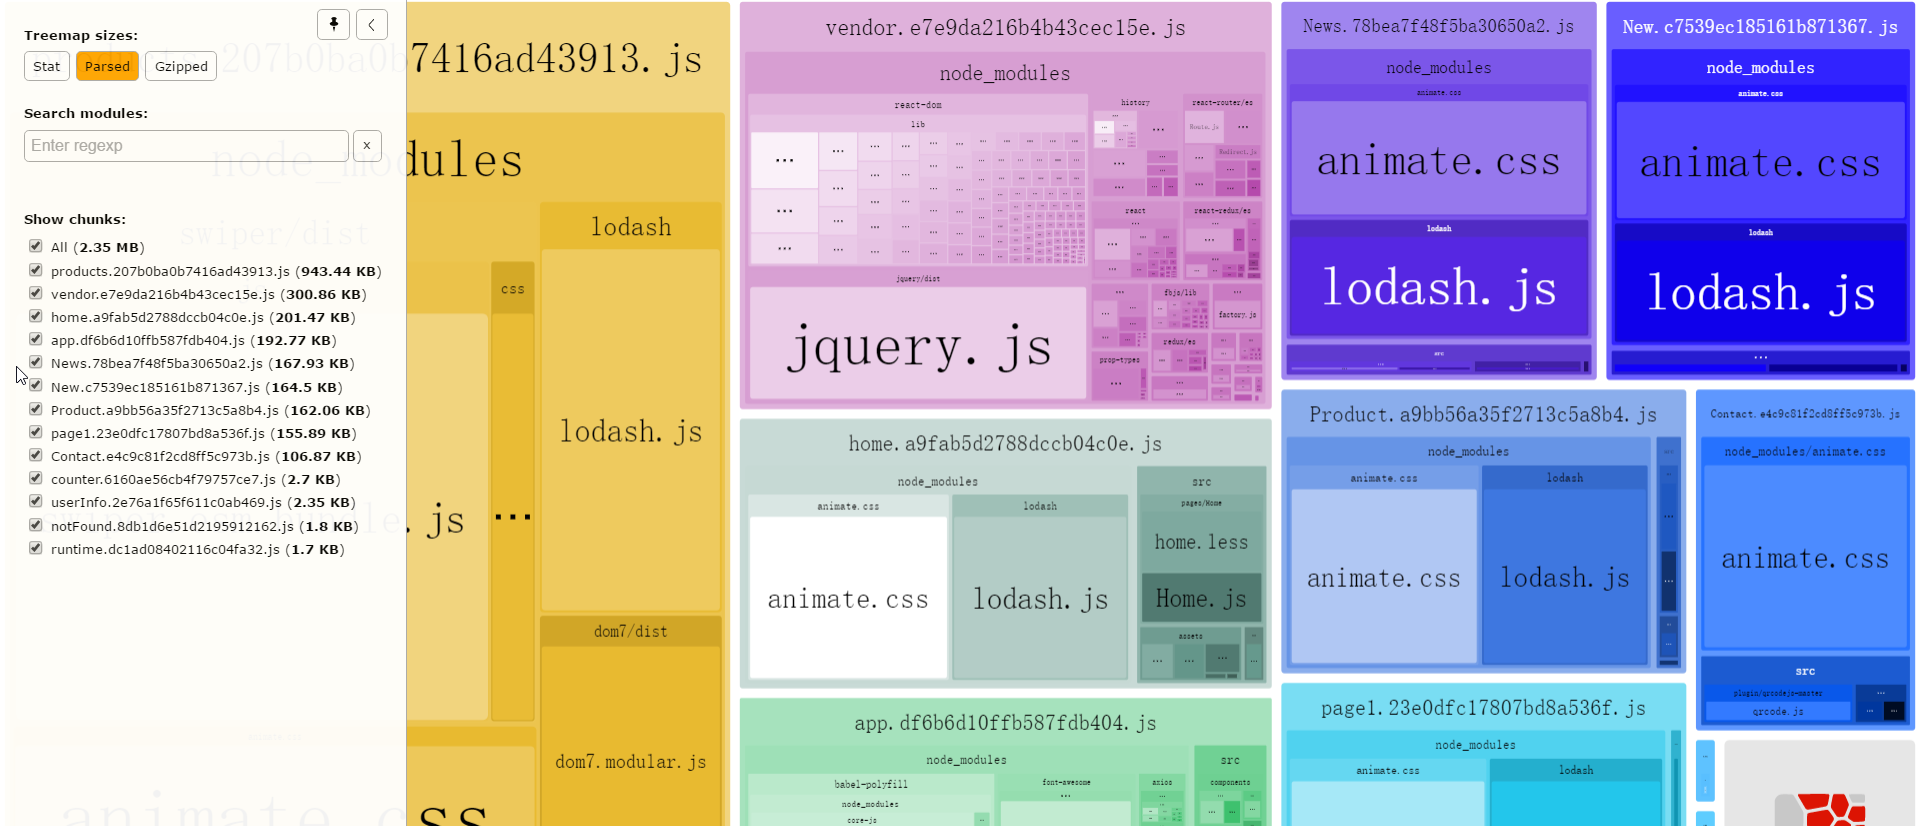 Treemap sizes:
Stat
Parsed
Gzipped
Search modules:
Enter regexp
x
Show chunks:
All (2.35 MB)
products.207b0ba0b7416ad43913.js (943.44 KB)
vendor.e7e9da216b4b43cec15e.js (300.86 KB)
home.a9fab5d2788dccb04c0e.js (201.47 KB)
app.df6b6d10ffb587fdb404.js (192.77 KB)
News.78bea7f48f5ba30650a2.js (167.93 KB)
New.c7539ec185161b871367.js (164.5 KB)
Product.a9bb56a35f2713c5a8b4.js (162.06 KB)
page1.23e0dfc17807bd8a536f.js (155.89 KB)
Contact.e4c9c81f2cd8ff5c973b.js (106.87 KB)
counter.6160ae56cb4f79757ce7.js (2.7 KB)
userInfo.2e76a1f65f611c0ab469.js (2.35 KB)
notFound.8db1d6e51d2195912162.js (1.8 KB)
runtime.dc1ad08402116c04fa32.js (1.7 KB)
207b0ba0b7416ad43913.js
node_modules
swiper/dist
css
...
.js
lodash
lodash.js
dom7/dist
dom7.modular.js
animate.css
vendor.e7e9da216b4b43cec15e.js
node_modules
react-dom
lib
jquery/dist
jquery.js
history
react-router/es
Route.js
Redirect.js
react
react-redux/es
fbjs/lib
factory.js
redux/es
prop-types
home.a9fab5d2788dccb04c0e.js
node_modules
animate.css
animate.css
lodash
lodash.js
src
pages/Home
home.less
Home.js
assets
app.df6b6d10ffb587fdb404.js
node_modules
babel-polyfill
node_modules
core-js
font-awesome
axios
src
components
News.78bea7f48f5ba30650a2.js
node_modules
animate.css
animate.css
lodash
lodash.js
src
New.c7539ec185161b871367.js
node_modules
animate.css
animate.css
lodash
lodash.js
...
Product.a9bb56a35f2713c5a8b4.js
node_modules
animate.css
animate.css
lodash
lodash.js
src
Contact.e4c9c81f2cd8ff5c973b.js
node_modules/animate.css
animate.css
src
plugin/qrcodejs-master
qrcode.js
page1.23e0dfc17807bd8a536f.js
node_modules
animate.css
lodash